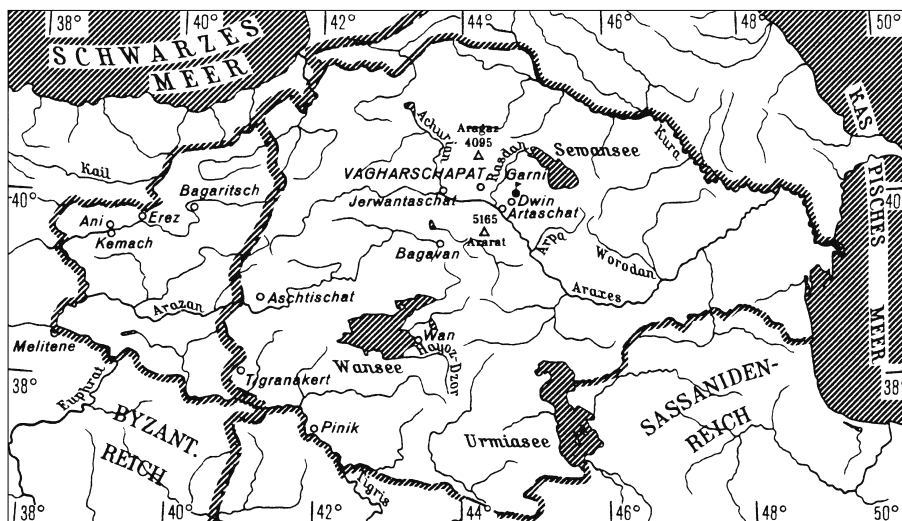 38° 40° 42° 44° 46° 48° 50°
SCHWARZES
MEER
KAS
PISCHES
MEER
Achurian
Aragaz
4095
Rasdan
Sewansee
Kura
Kail
VAGHARSCHAPAT
Garni
40°
40°
Bagaritsch
Jerwantaschat
Dwin
Artaschat
Ani
Erez
Kemach
5165
Ararat
Arpa
Bagawan
Worodan
Araxes
Arazan
Aschtischat
Melitene
Wan
Hayoz-Dzor
38°
38°
Euphrat
Tigranakert
Wansee
BYZANT.
REICH
Pinik
Urmiasee
SASSANIDEN-
REICH
Tigris
38° 40° 42° 44° 46° 48° 50°